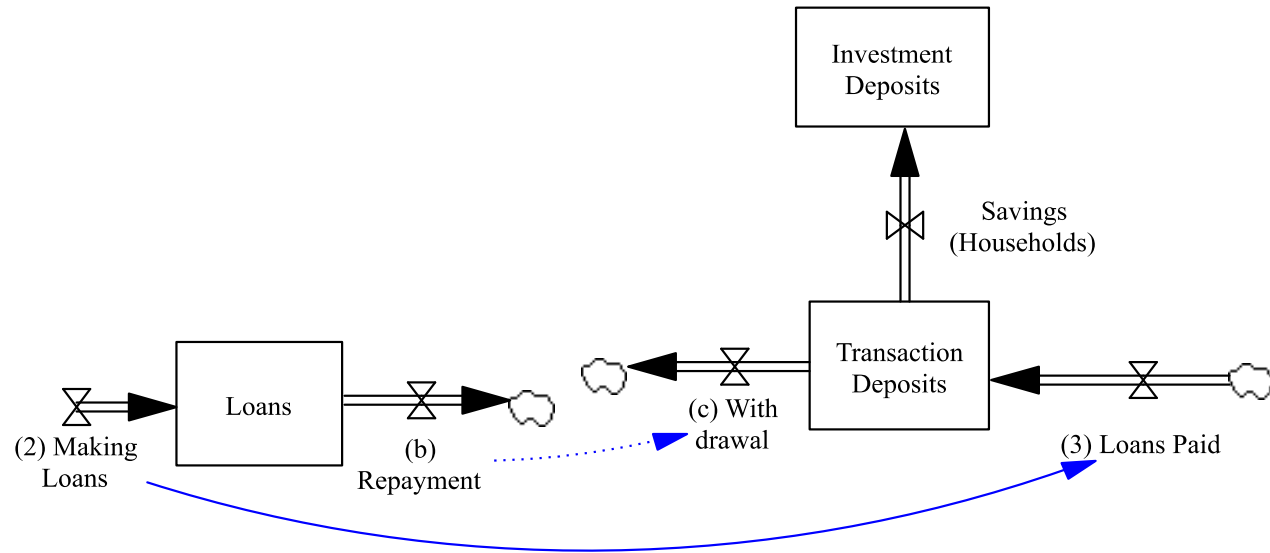 Investment
Deposits
Savings
(Households)
Transaction
Deposits
Loans
(c) With
drawal
(2) Making
Loans
(b)
Repayment
(3) Loans Paid